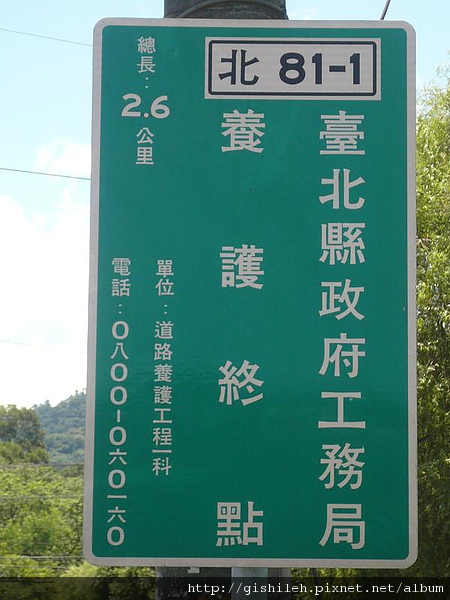 北 81-1
臺北縣政府工務局
養護終點
單位：道路養護工程一科
總長：2.6公里
電話：0八00-0六0一六0
http://gishileh.pixnet.net/album